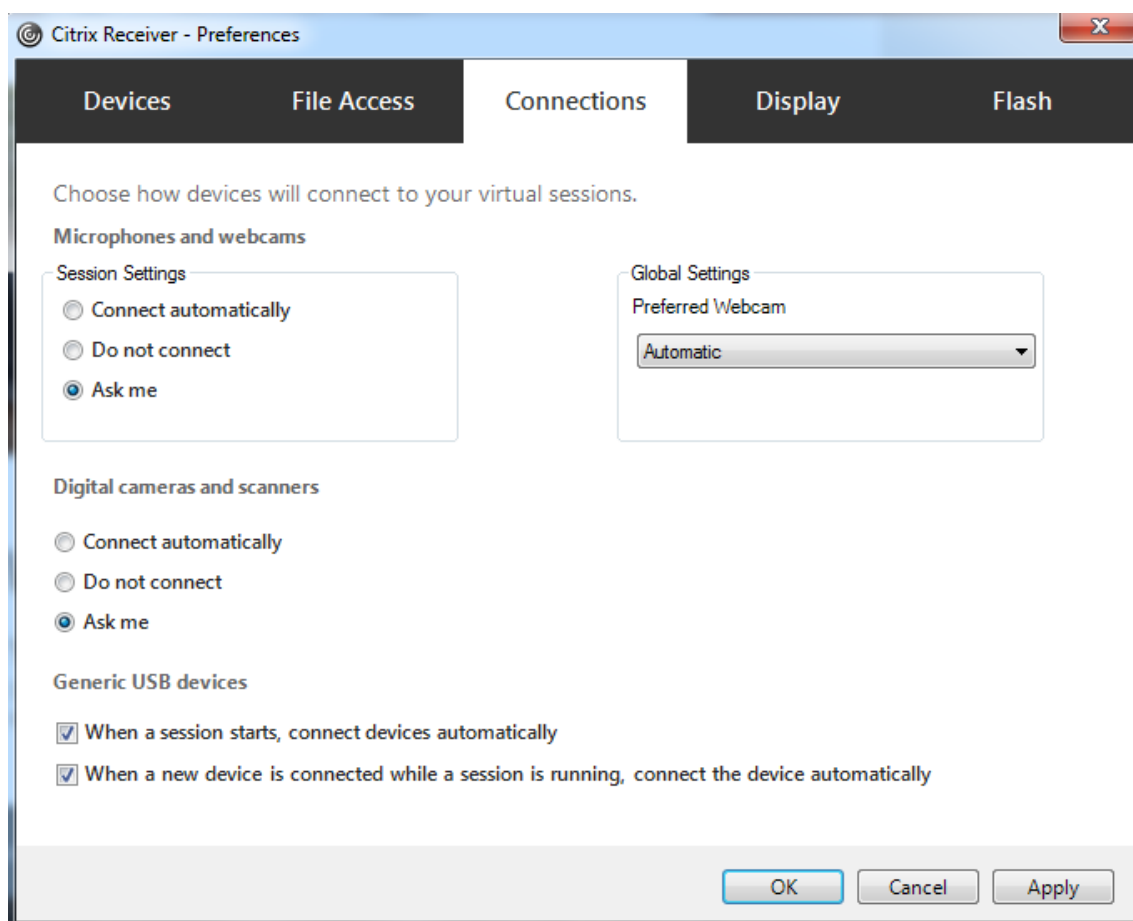 Citrix Receiver - Preferences
X
Devices File Access Connections Display Flash
Choose how devices will connect to your virtual sessions.
Microphones and webcams
Session Settings
Connect automatically
Do not connect
Ask me
Global Settings
Preferred Webcam
Automatic
Digital cameras and scanners
Connect automatically
Do not connect
Ask me
Generic USB devices
When a session starts, connect devices automatically
When a new device is connected while a session is running, connect the device automatically
OK Cancel Apply